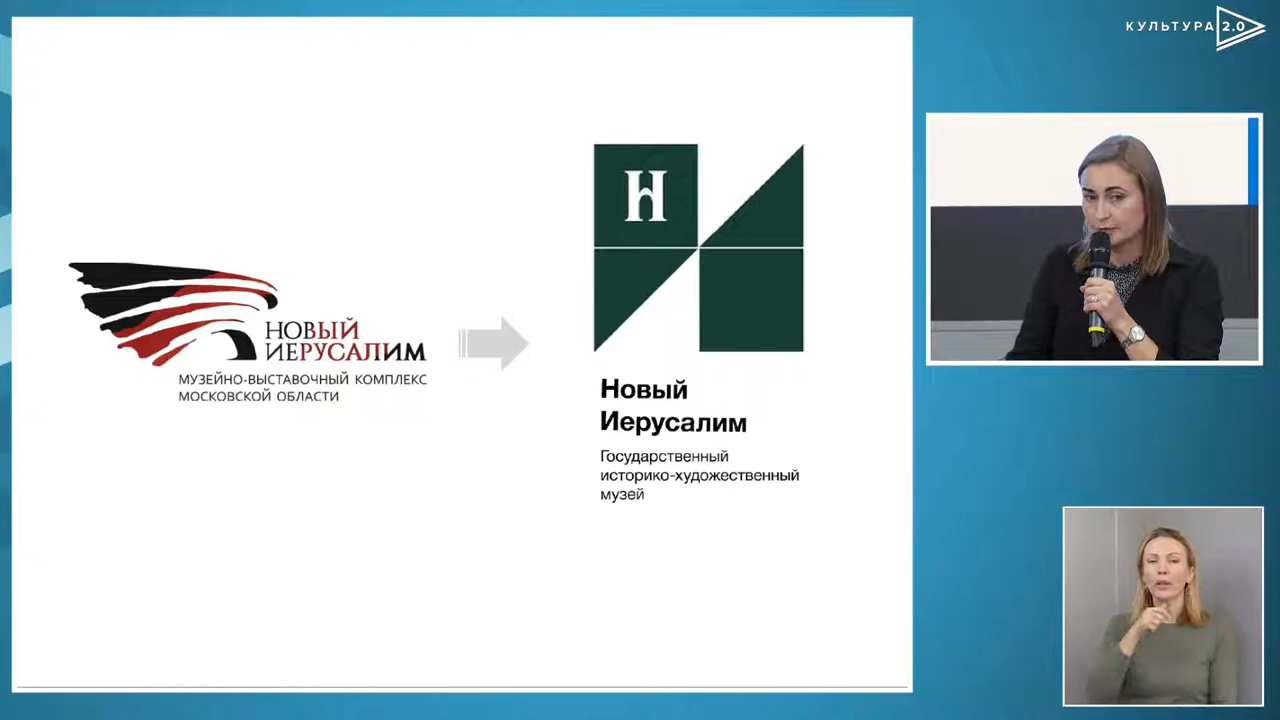 КУЛЬТУРА 2.0
НОВЫЙ
ИЕРУСАЛИМ
МУЗЕЙНО-ВЫСТАВОЧНЫЙ КОМПЛЕКС
МОСКОВСКОЙ ОБЛАСТИ
Н
Новый
Иерусалим
Государственный
историко-художественный
музей